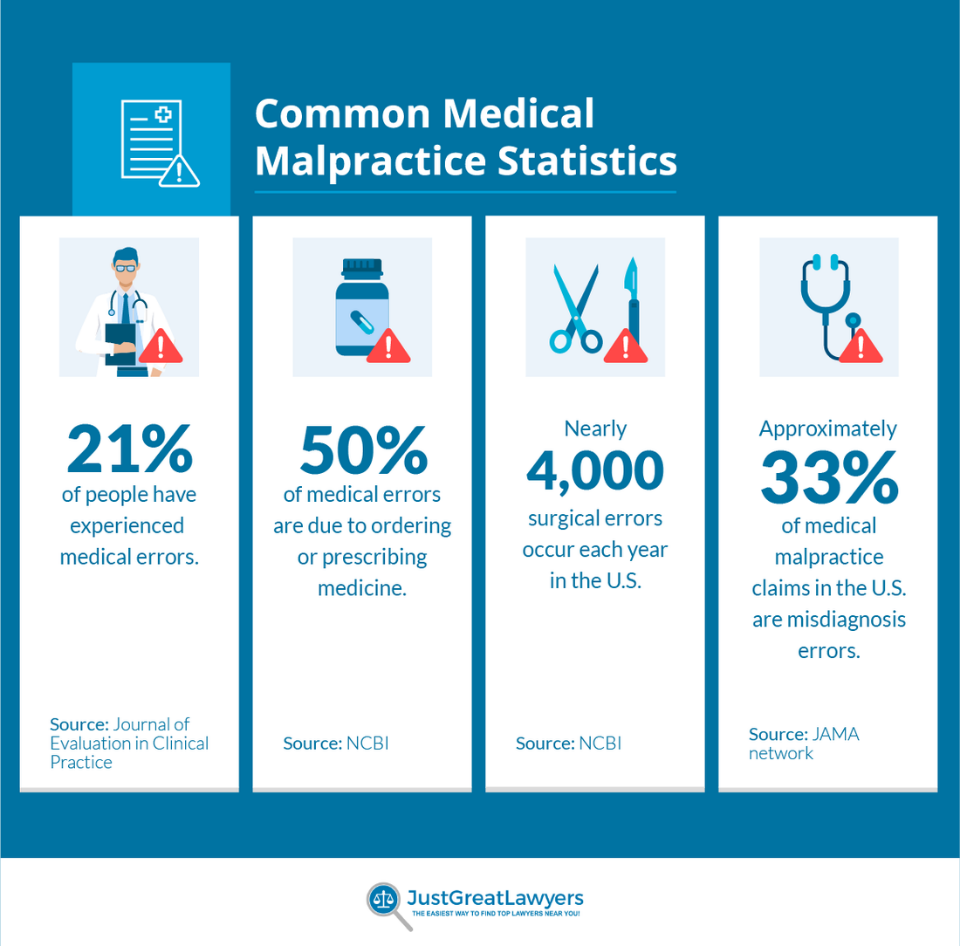 Common Medical
Malpractice Statistics
21%
of people have
experienced
medical errors.
Source: Journal of
Evaluation in Clinical
Practice
50%
of medical errors
are due to ordering
or prescribing
medicine.
Source: NCBI
Nearly
4,000
surgical errors
occur each year
in the U.S.
Source: NCBI
Approximately
33%
of medical
malpractice
claims in the U.S.
are misdiagnosis
errors.
Source: JAMA
network
JustGreatLawyers
THE EASIEST WAY TO FIND TOP LAWYERS NEAR YOU!